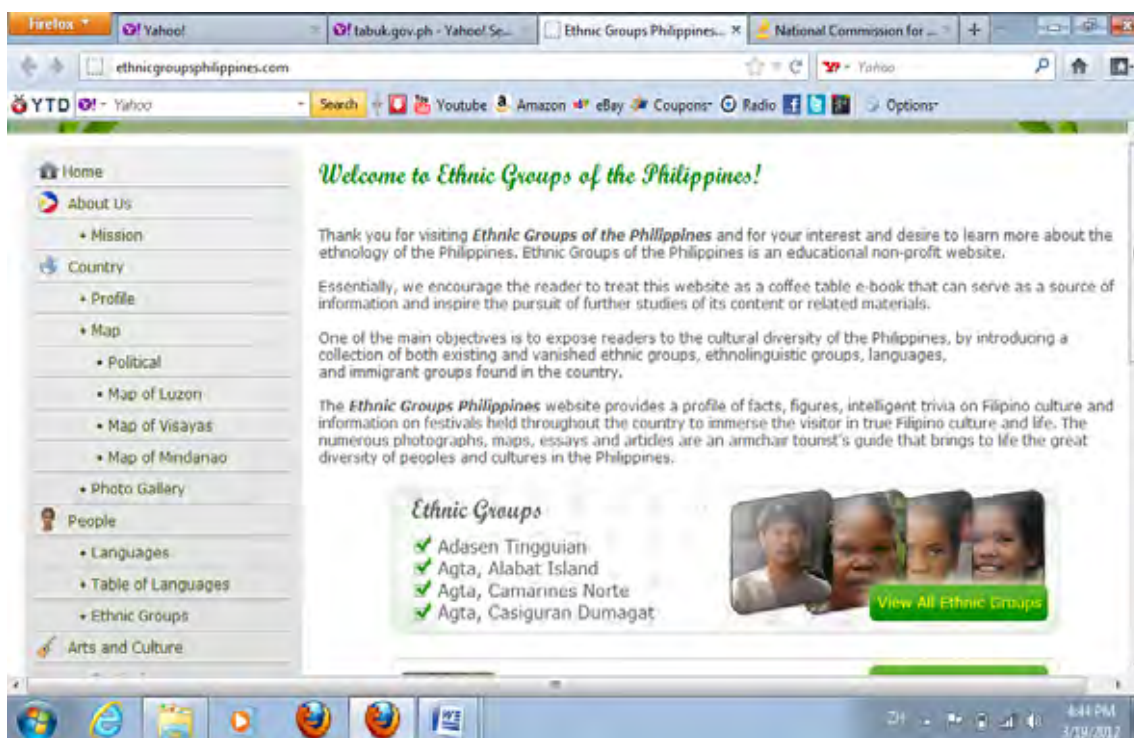 Firefox
Yahoo!
tabuk.gov.ph - Yahoo! Se...
Ethnic Groups Philippines...
National Commission for ...
ethnicgroupsphilippines.com
Yahoo
YTD
Yahoo
Search
Youtube
Amazon
eBay
Coupons
Radio
Options
Home
About Us
• Mission
Country
• Profile
• Map
• Political
• Map of Luzon
• Map of Visayas
• Map of Mindanao
• Photo Gallery
People
• Languages
• Table of Languages
• Ethnic Groups
Arts and Culture
Welcome to Ethnic Groups of the Philippines!
Thank you for visiting Ethnic Groups of the Philippines and for your interest and desire to learn more about the
ethnology of the Philippines. Ethnic Groups of the Philippines is an educational non-profit website.
Essentially, we encourage the reader to treat this website as a coffee table e-book that can serve as a source of
information and inspire the pursuit of further studies of its content or related materials.
One of the main objectives is to expose readers to the cultural diversity of the Philippines, by introducing a
collection of both existing and vanished ethnic groups, ethnolinguistic groups, languages,
and immigrant groups found in the country.
The Ethnic Groups Philippines website provides a profile of facts, figures, intelligent trivia on Filipino culture and
information on festivals held throughout the country to immerse the visitor in true Filipino culture and life. The
numerous photographs, maps, essays and articles are an armchair tourist's guide that brings to life the great
diversity of peoples and cultures in the Philippines.
Ethnic Groups
Adasen Tingguian
Agta, Alabat Island
Agta, Camarines Norte
Agta, Casiguran Dumagat
View All Ethnic Groups
ZH
4:44 PM
3/19/2012